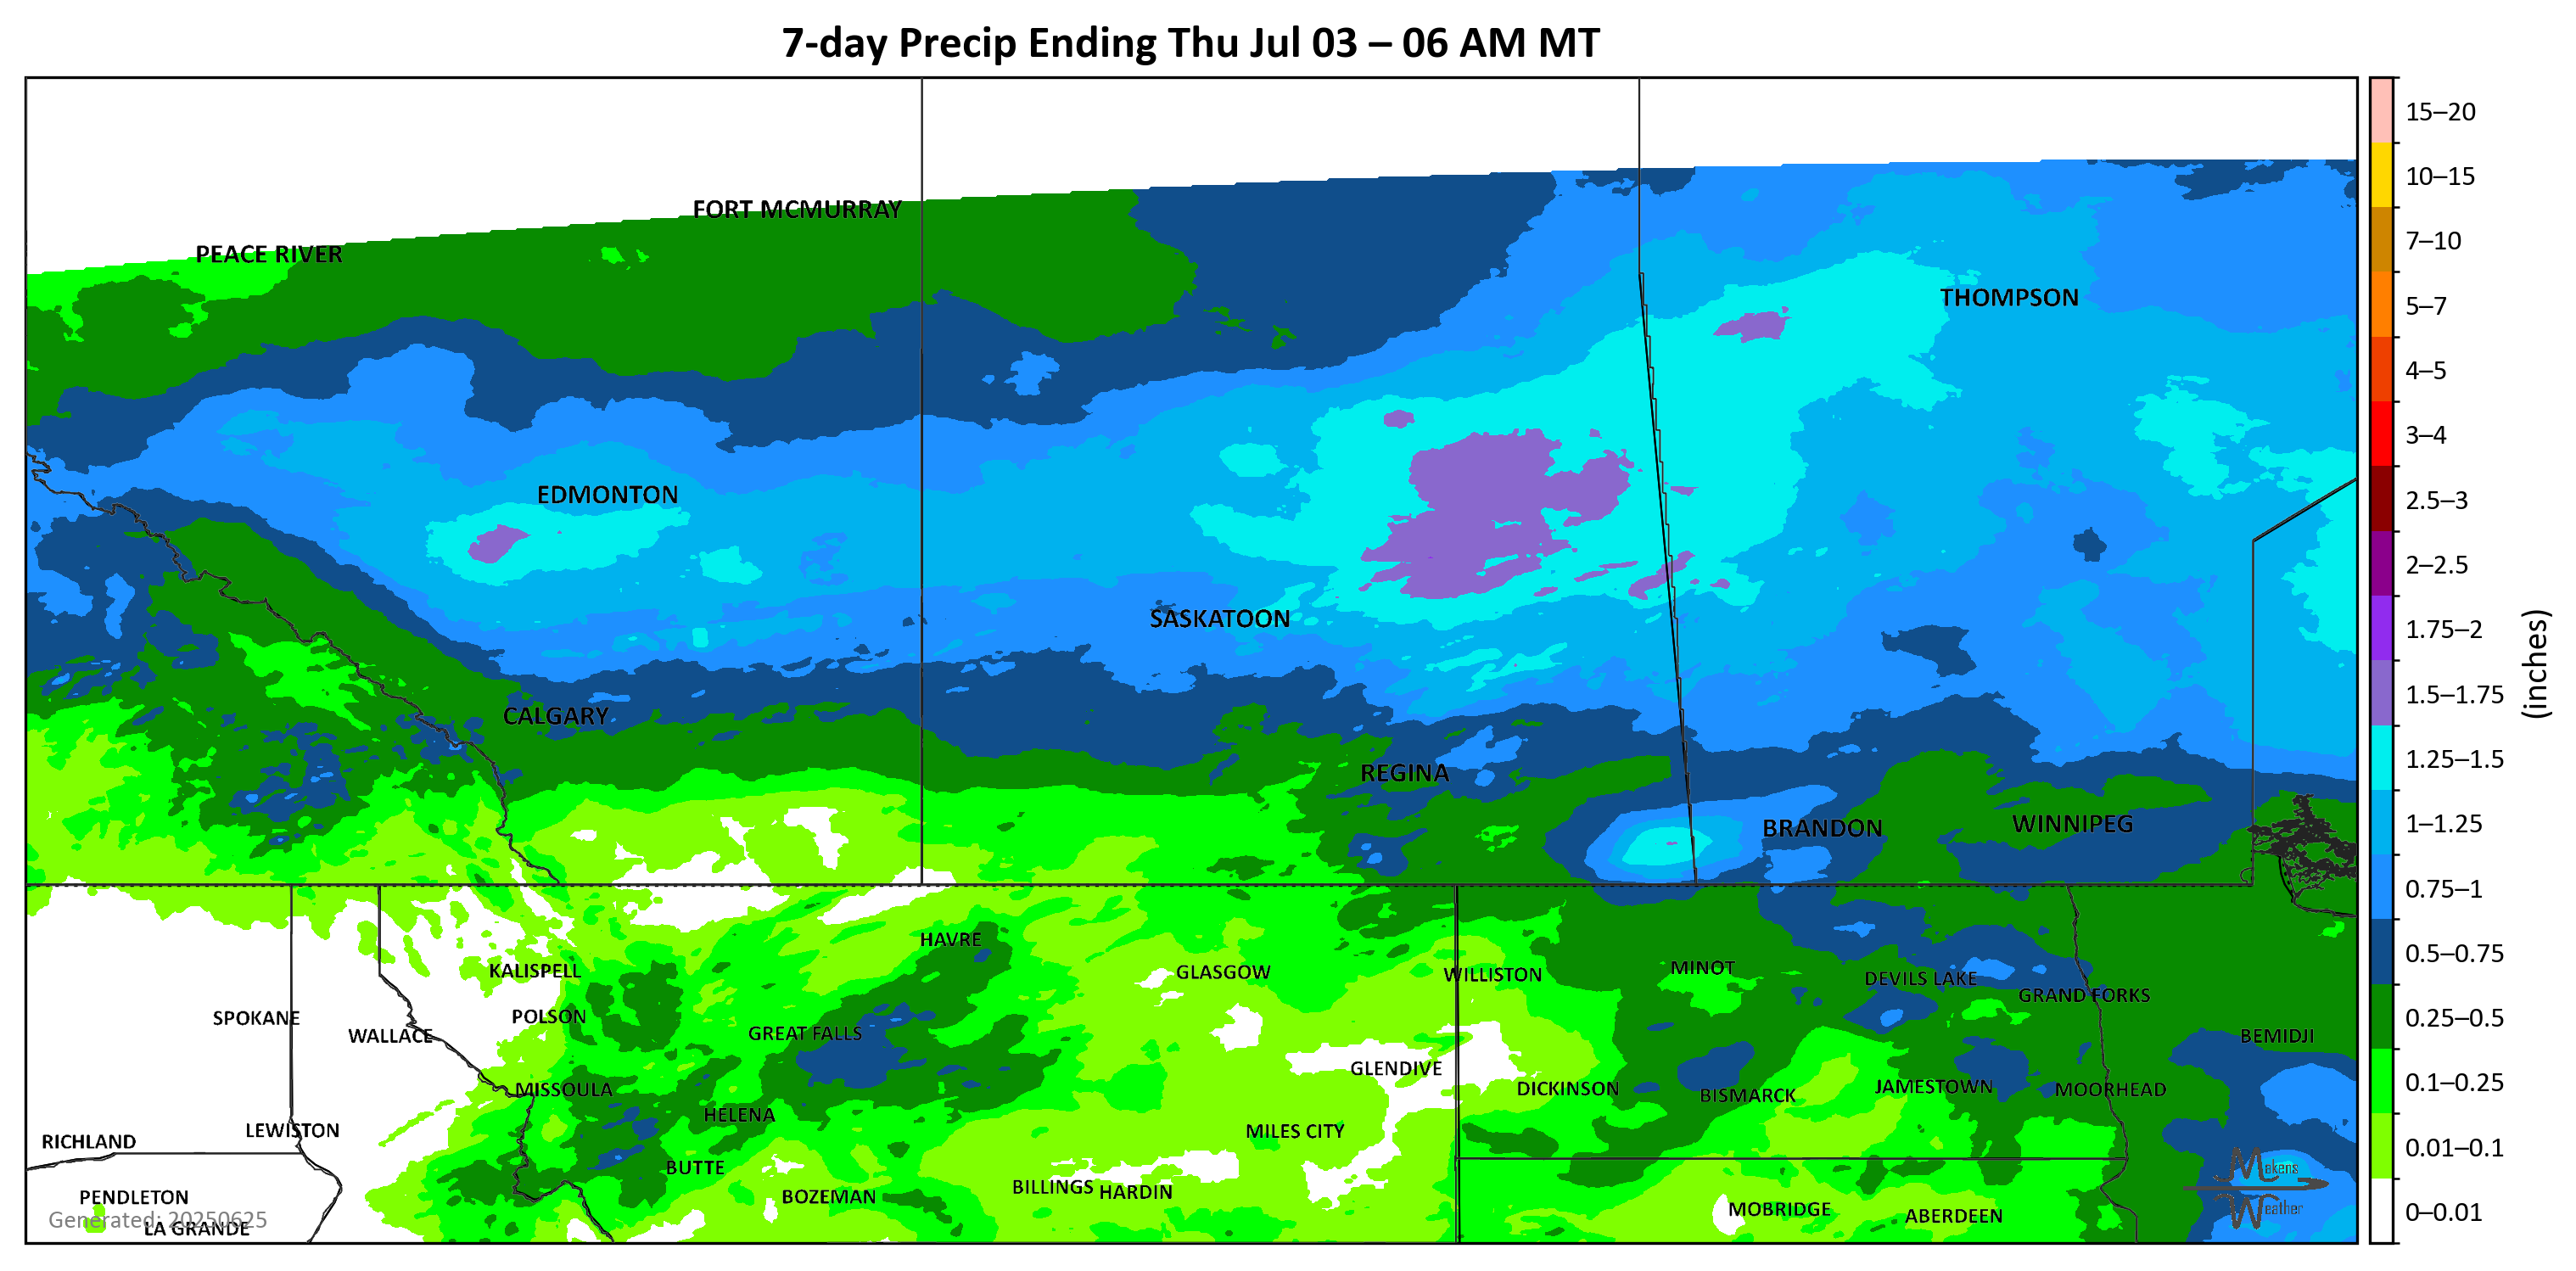 7-day Precip Ending Thu Jul 03 – 06 AM MT
FORT MCMURRAY
PEACE RIVER
THOMPSON
EDMONTON
SASKATOON
CALGARY
REGINA
BRANDON
WINNIPEG
HAVRE
KALISPELL
GLASGOW
WILLISTON
MINOT
DEVILS LAKE
GRAND FORKS
SPOKANE
POLSON
WALLACE
GREAT FALLS
BEMIDJI
GLENDIVE
MISSOULA
DICKINSON
BISMARCK
JAMESTOWN
MOORHEAD
HELENA
LEWISTON
RICHLAND
MILES CITY
BUTTE
BILLINGS
HARDIN
BOZEMAN
PENDLETON
MOBRIDGE
ABERDEEN
Generated: 20250625
LA GRANDE
Mekens
Weather
15–20
10–15
7–10
5–7
4–5
3–4
2.5–3
2–2.5
1.75–2
1.5–1.75
1.25–1.5
1–1.25
0.75–1
0.5–0.75
0.25–0.5
0.1–0.25
0.01–0.1
0–0.01
(inches)